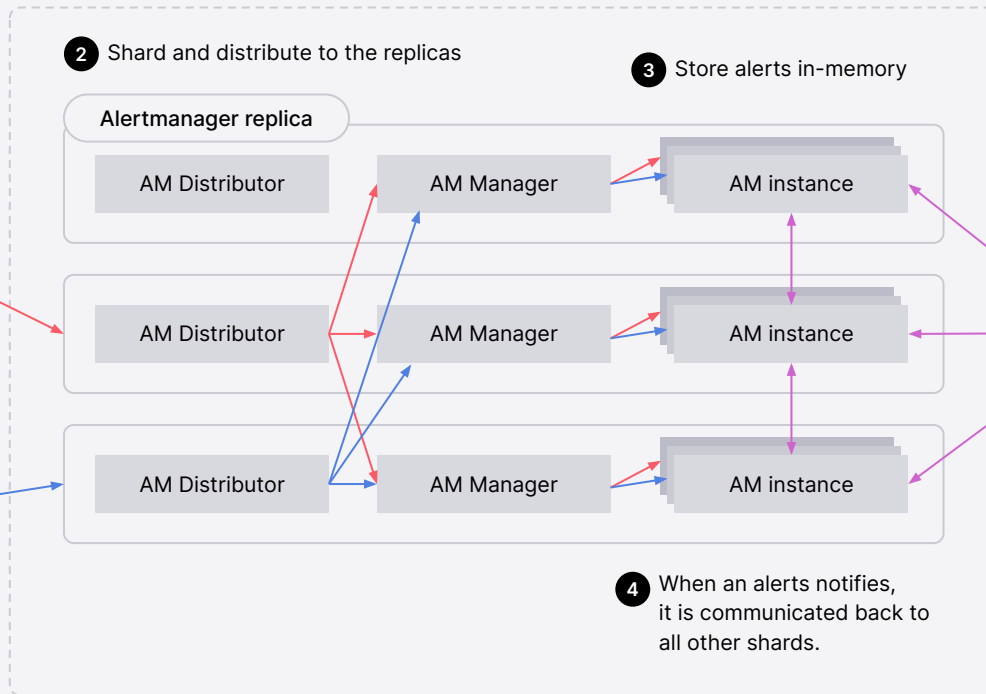 2 Shard and distribute to the replicas
3 Store alerts in-memory
Alertmanager replica
AM Distributor
AM Manager
AM instance
AM Distributor
AM Manager
AM instance
AM Distributor
AM Manager
AM instance
4 When an alerts notifies,
it is communicated back to
all other shards.